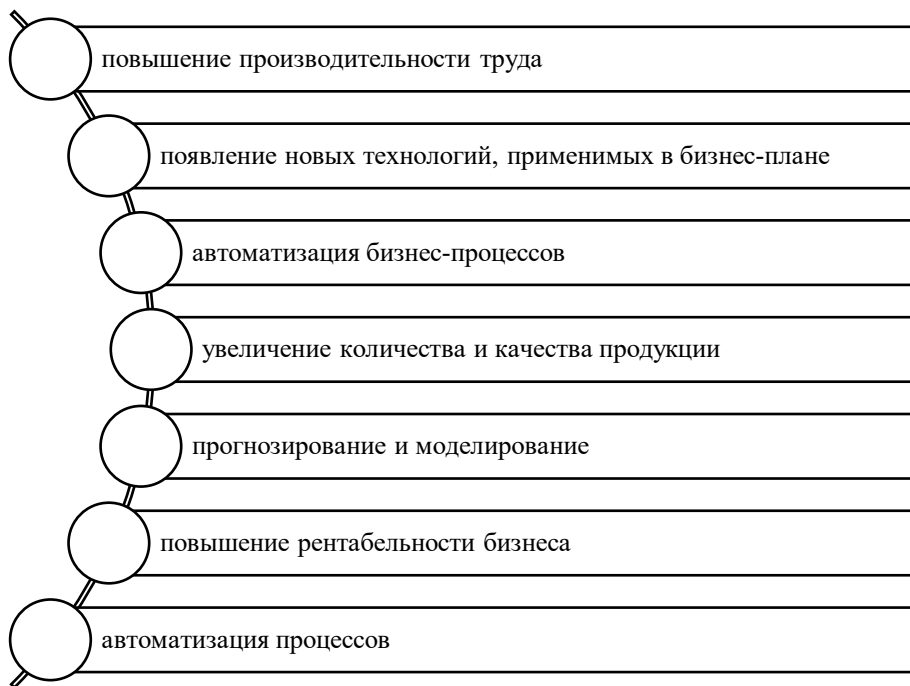 повышение производительности труда
появление новых технологий, применимых в бизнес-плане
автоматизация бизнес-процессов
увеличение количества и качества продукции
прогнозирование и моделирование
повышение рентабельности бизнеса
автоматизация процессов